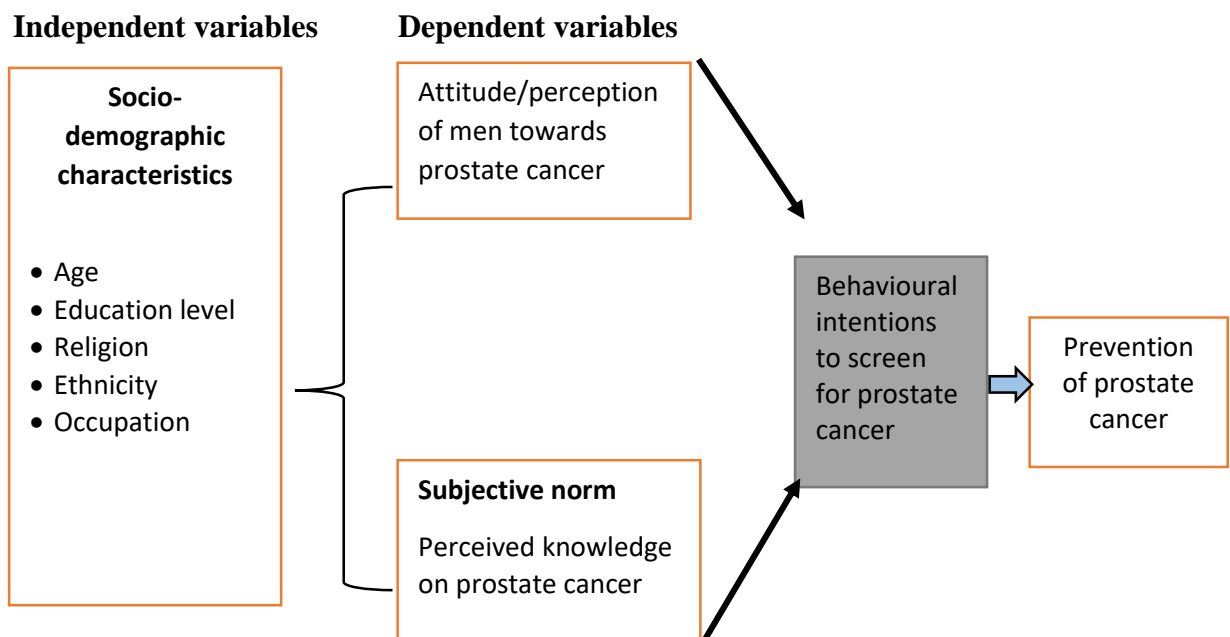 Independent variables
Dependent variables
Socio-
demographic
characteristics
• Age
• Education level
• Religion
• Ethnicity
• Occupation
Attitude/perception
of men towards
prostate cancer
Subjective norm
Perceived knowledge
on prostate cancer
Behavioural
intentions
to screen
for prostate
cancer
Prevention
of prostate
cancer